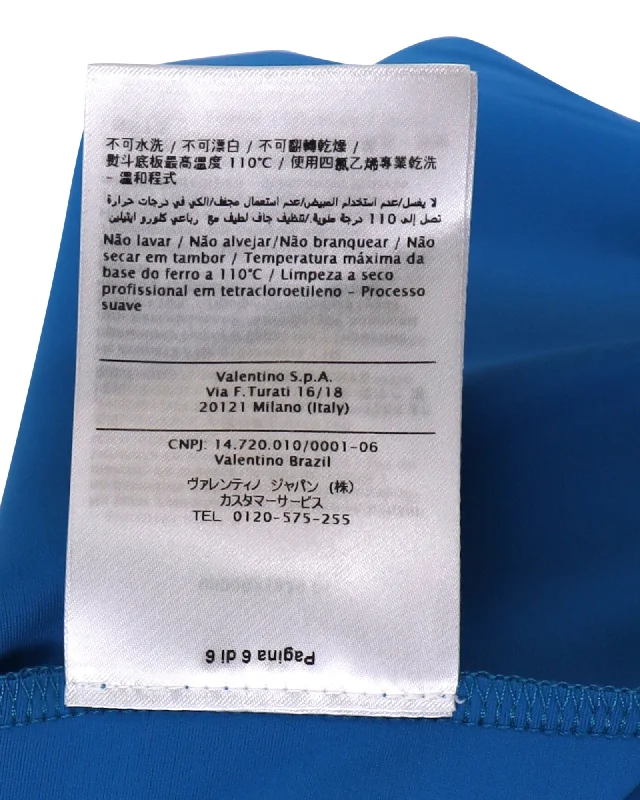 不可水洗 / 不可漂白 / 不可翻轉乾燥 /
熨斗底板最高溫度 110°C / 使用四氯乙烯專業乾洗
- 溫和程式
لا يغسل/عدم استخدام المبيض/عدم استعمال مجفف/الكي في درجات حرارة
تصل إلى 110 درجة مئوية/تنظيف جاف لطيف مع رباعي كلورو ايثيلين
Não lavar / Não alvejar/Não branquear / Não
secar em tambor / Temperatura máxima da
base do ferro a 110°C / Limpeza a seco
profissional em tetracloroetileno – Processo
suave
Valentino S.p.A.
Via F.Turati 16/18
20121 Milano (Italy)
CNPJ: 14.720.010/0001-06
Valentino Brazil
ヴァレンティノ ジャパン (株)
カスタマーサービス
TEL 0120-575-255
Pagina 6 di 6